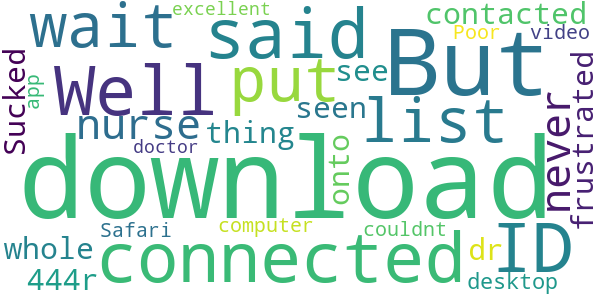 excellent
wait
said
But
contacted
Poor
video
Sucked
app
Well
put
see
seen
list
never
frustrated
nurse
thing
doctor
download
onto
Safari
computer
couldnt
whole
connected
dr
ID
444r
desktop